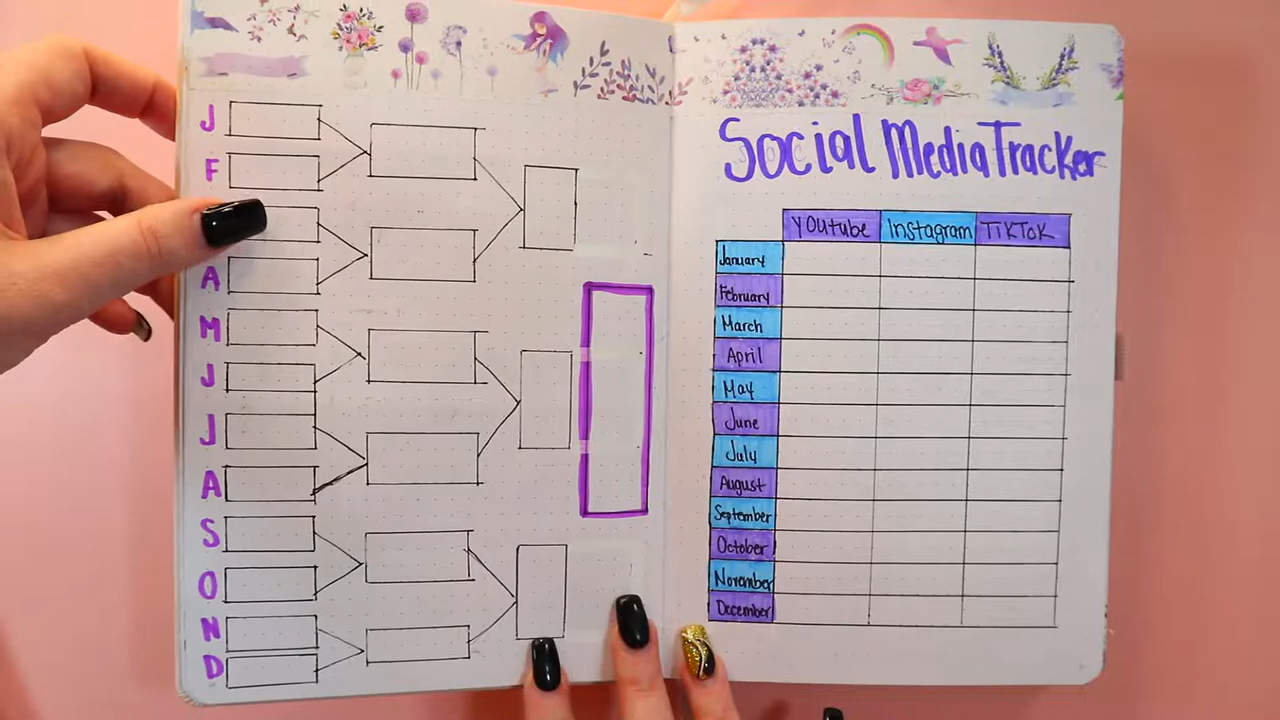 J
F
A
M
J
J
A
S
O
N
D
Social Media Tracker
Youtube Instagram TikTok
January
February
March
April
May
June
July
August
September
October
November
December